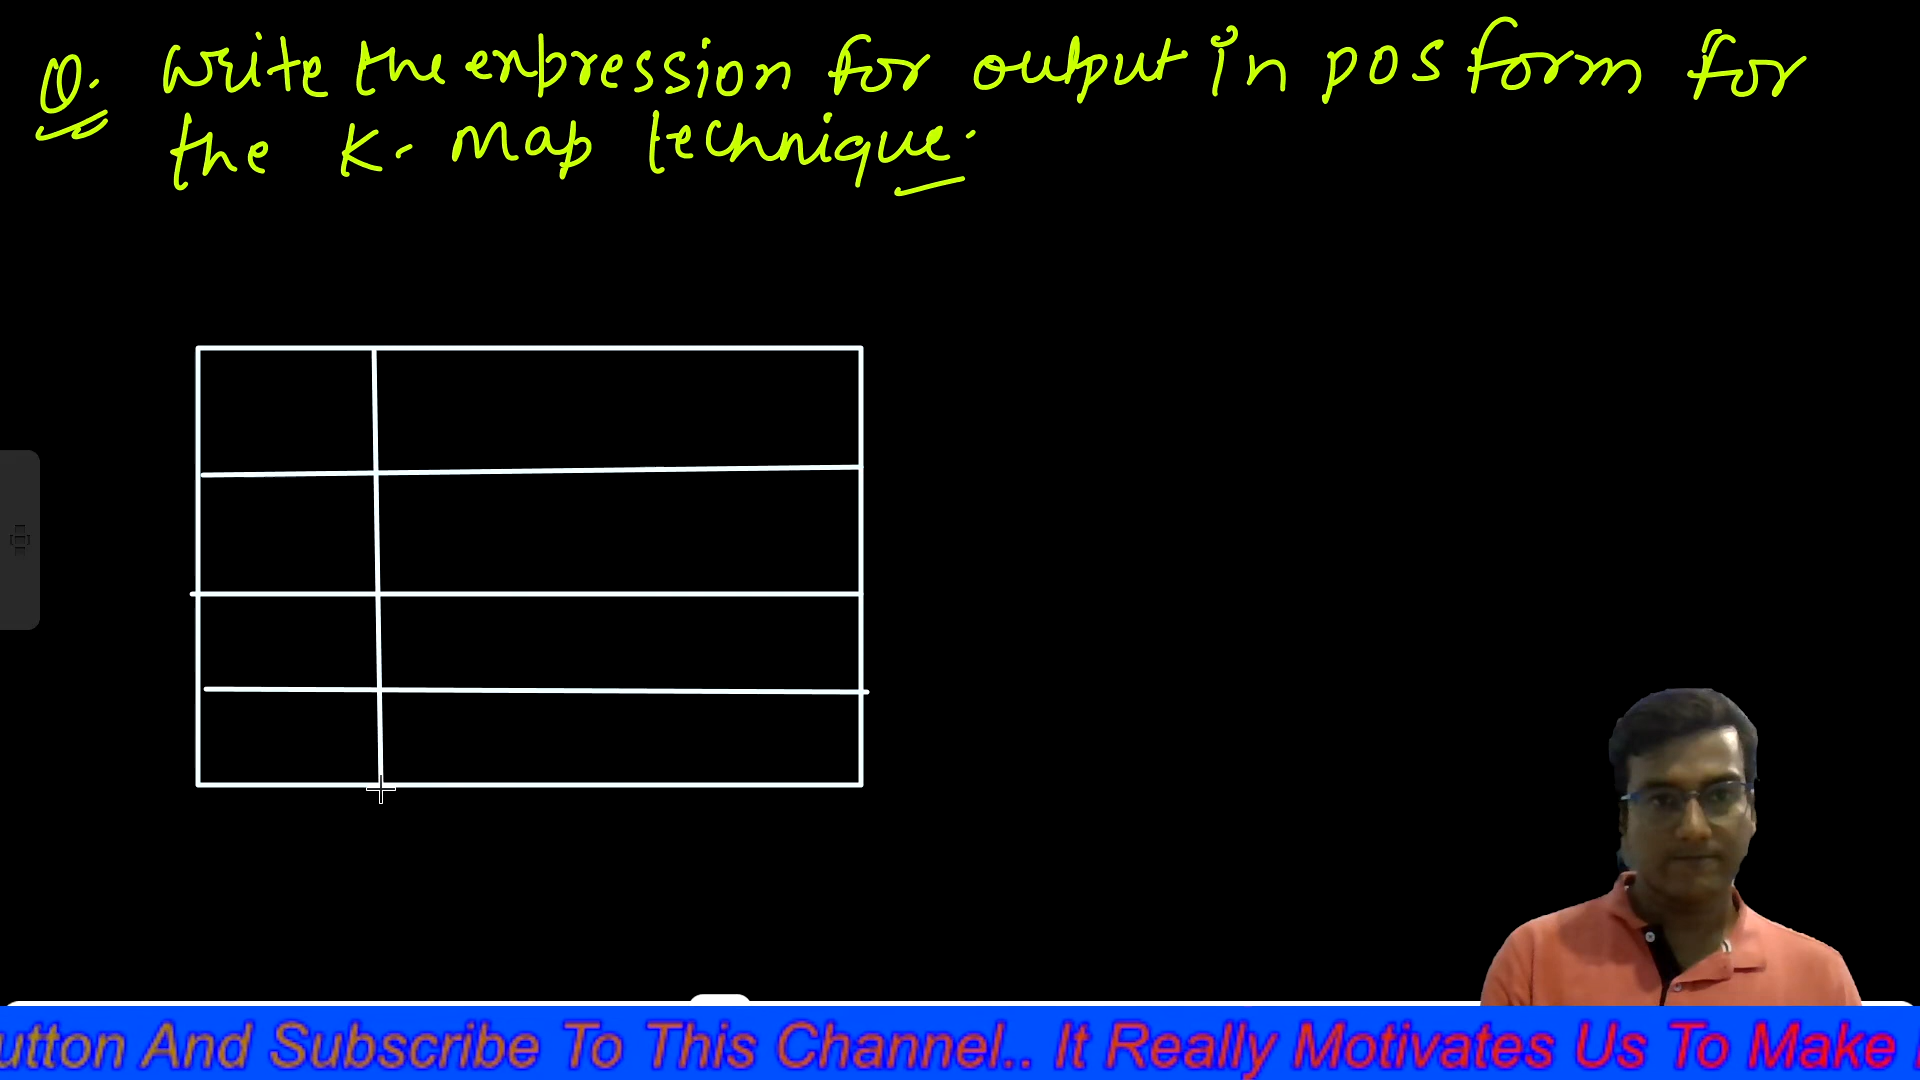 Q. Write the expression for output in pos form for
the K-Map technique.
utton And Subscribe To This Channel.. It Really Motivates Us To Make